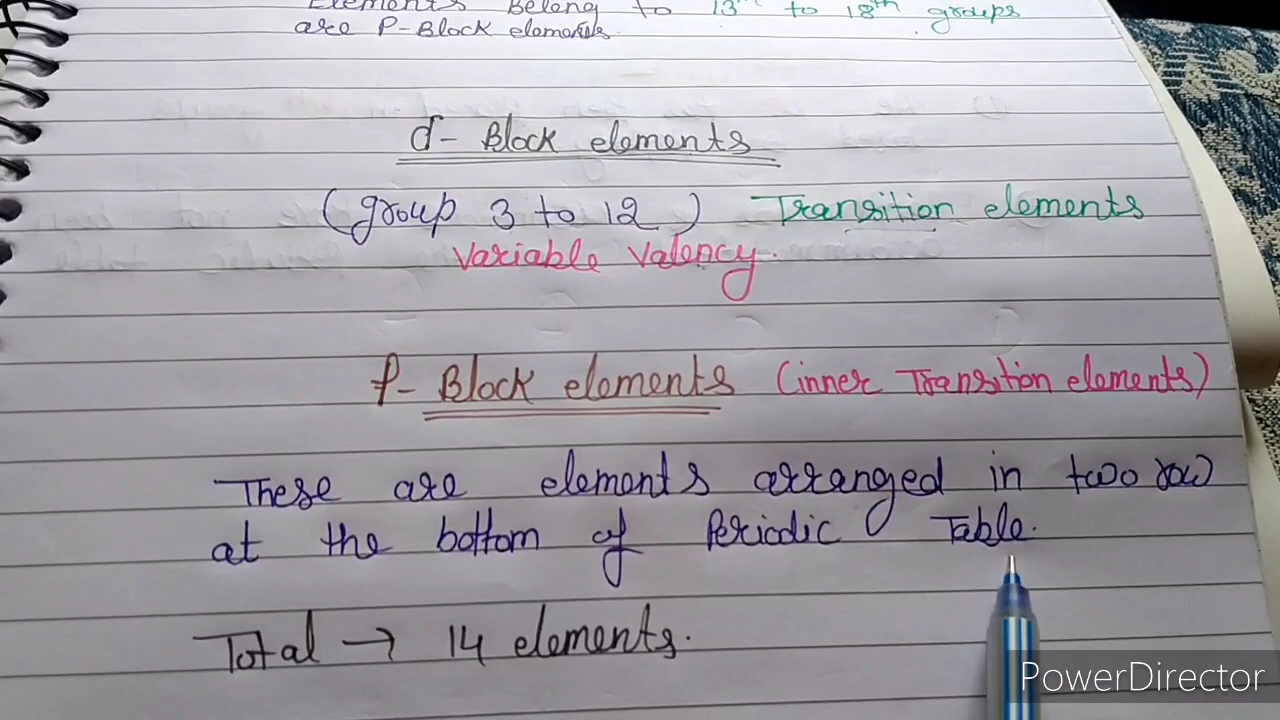 Elements Belong to 13th to 18th groups
are P-Block elements.
d- Block elements
(group 3 to 12) Transition elements
Variable Valency.
f- Block elements (inner Transition elements)
These are elements arranged in two row
at the bottom of Periodic Table.
Total → 14 elements.
PowerDirector